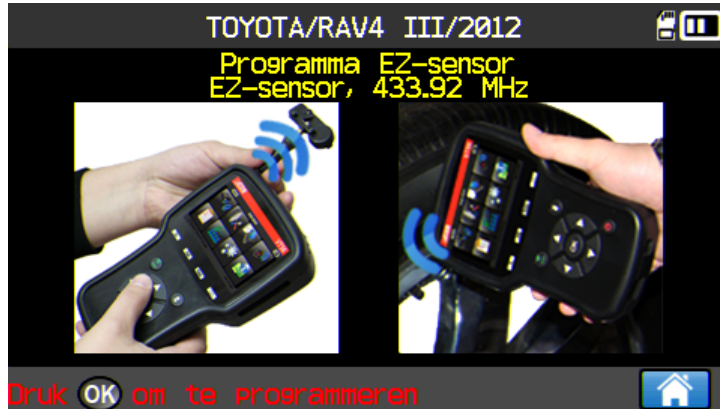 TOYOTA/RAV4 III/2012
Programma EZ-sensor
EZ-sensor, 433.92 MHz
Druk OK om te programmeren